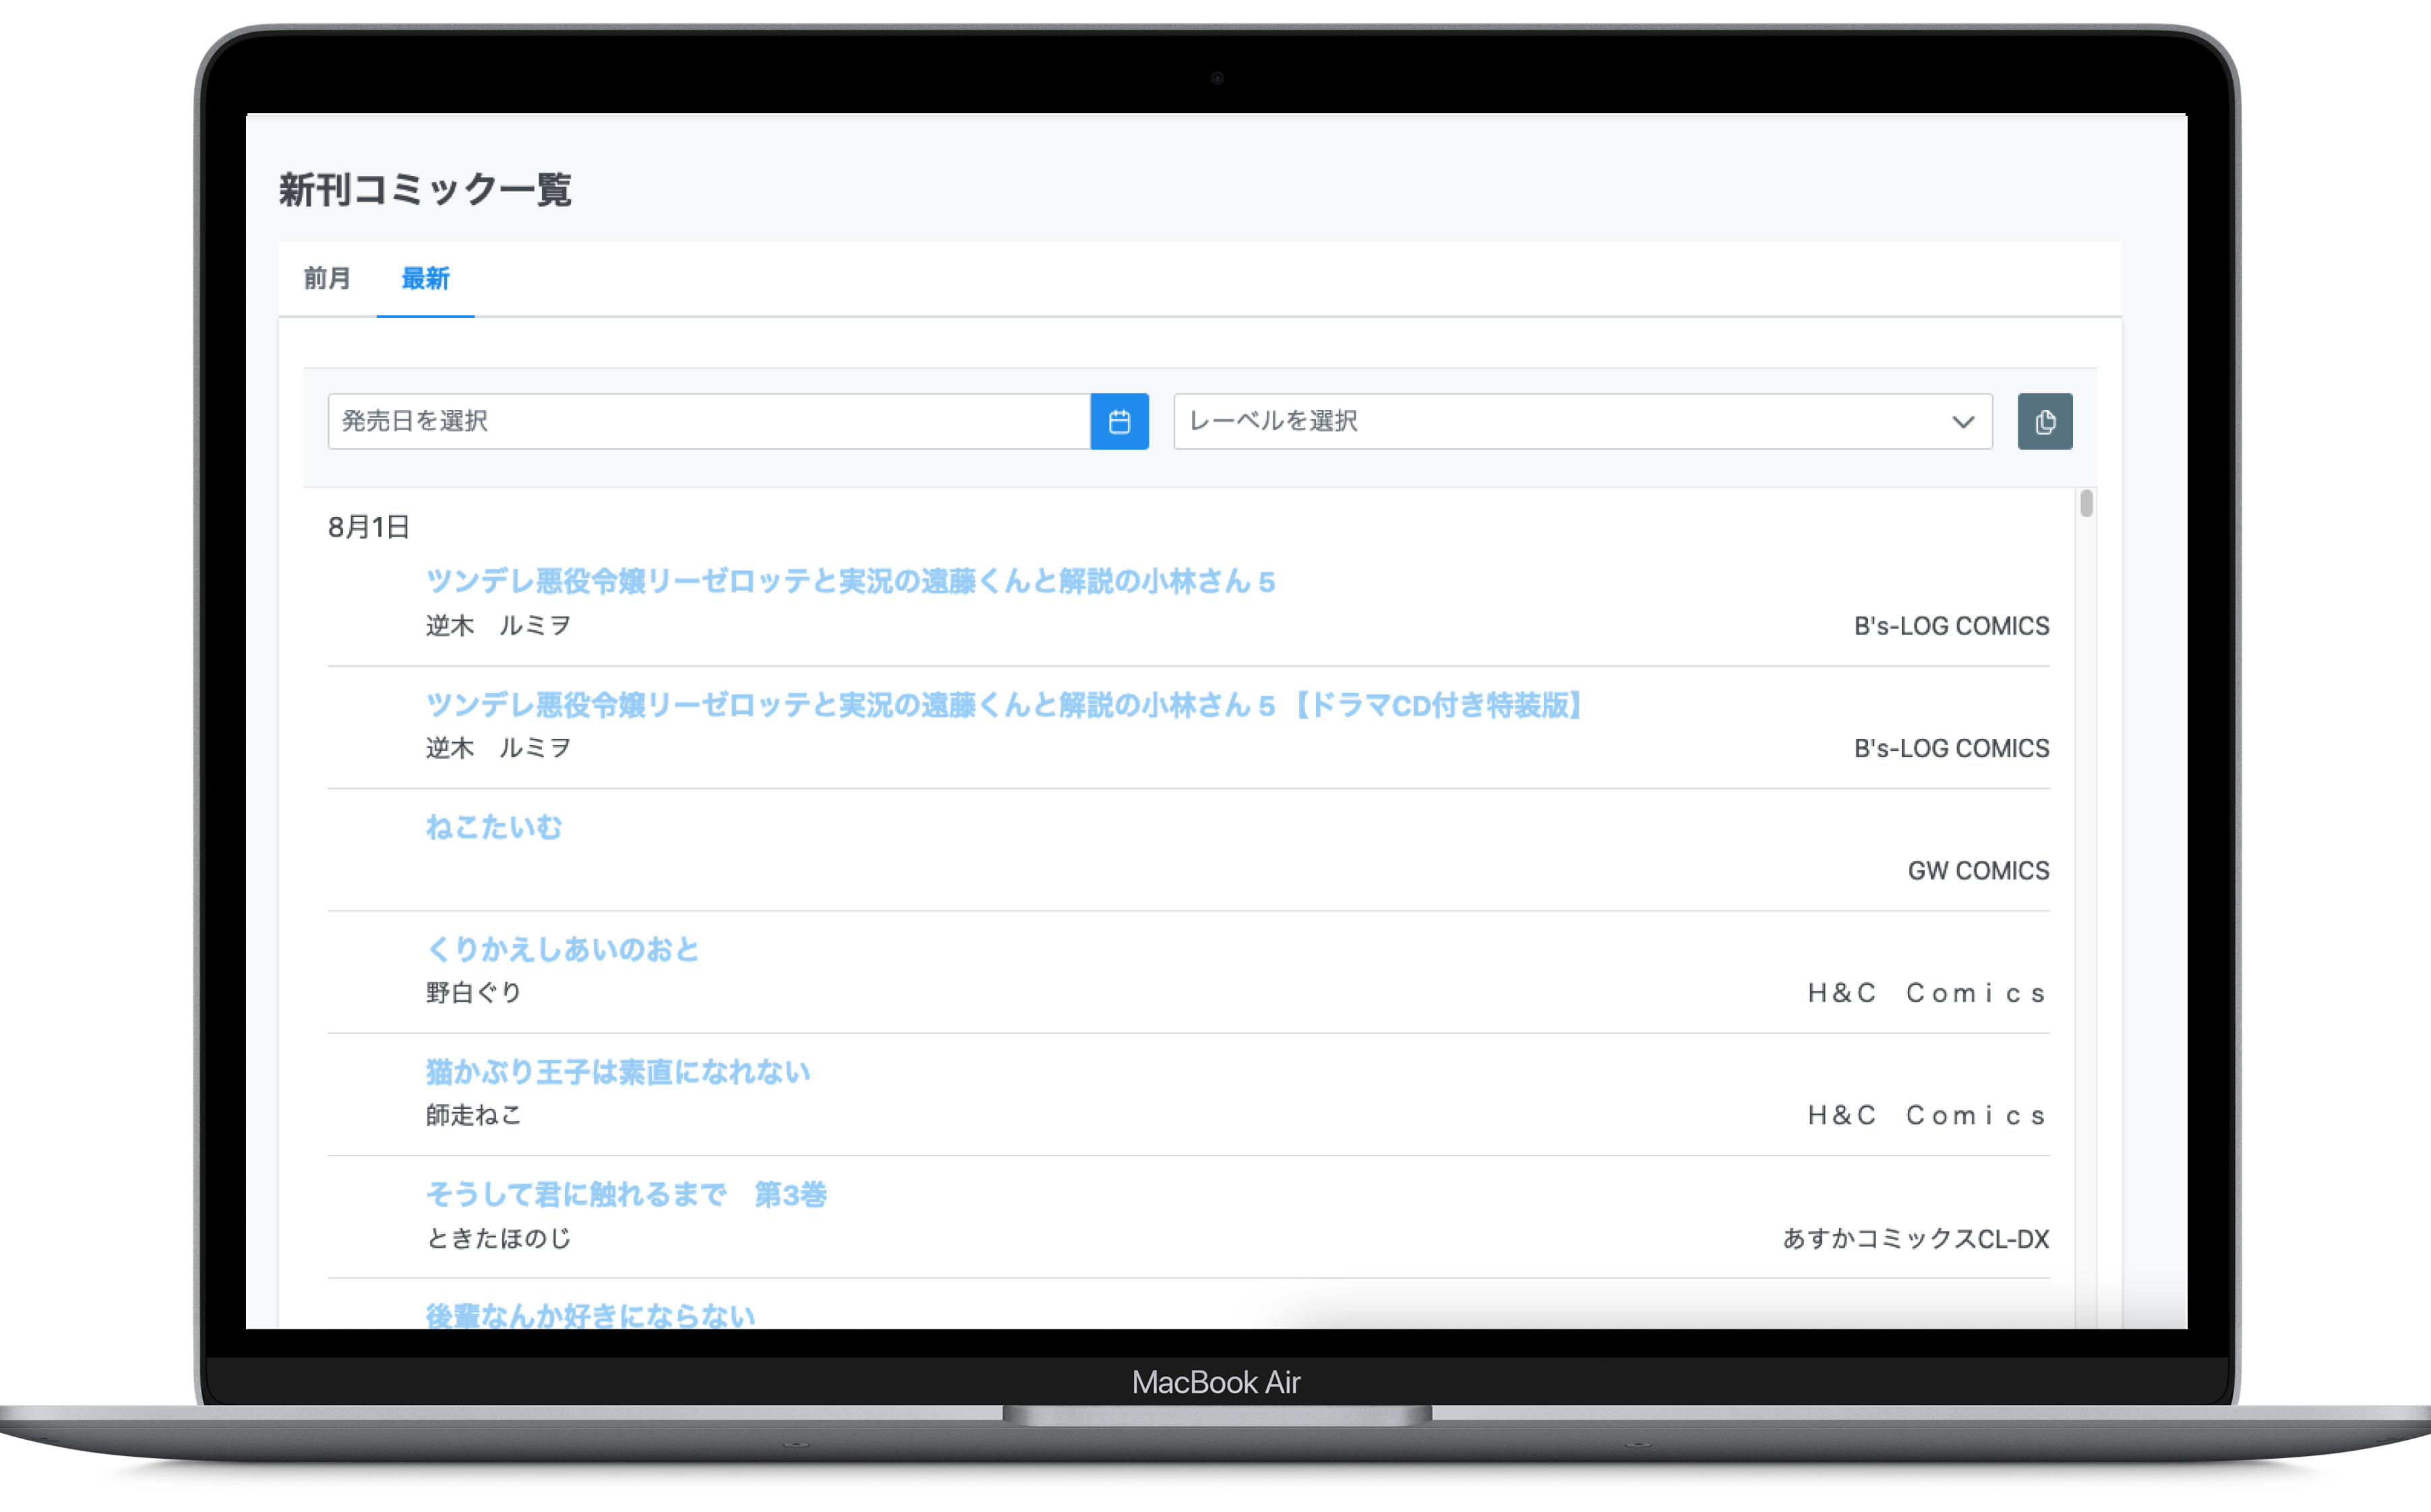 新刊コミック一覧
前月 最新
発売日を選択 レーベルを選択
8月1日
ツンデレ悪役令嬢リーゼロッテと実況の遠藤くんと解説の小林さん 5
逆木　ルミヲ B's-LOG COMICS
ツンデレ悪役令嬢リーゼロッテと実況の遠藤くんと解説の小林さん 5 【ドラマCD付き特装版】
逆木　ルミヲ B's-LOG COMICS
ねこたいむ
GW COMICS
くりかえしあいのおと
野白ぐり Ｈ＆Ｃ　Ｃｏｍｉｃｓ
猫かぶり王子は素直になれない
師走ねこ Ｈ＆Ｃ　Ｃｏｍｉｃｓ
そうして君に触れるまで　第3巻
ときたほのじ あすかコミックスCL-DX
後輩なんか好きにならない
MacBook Air